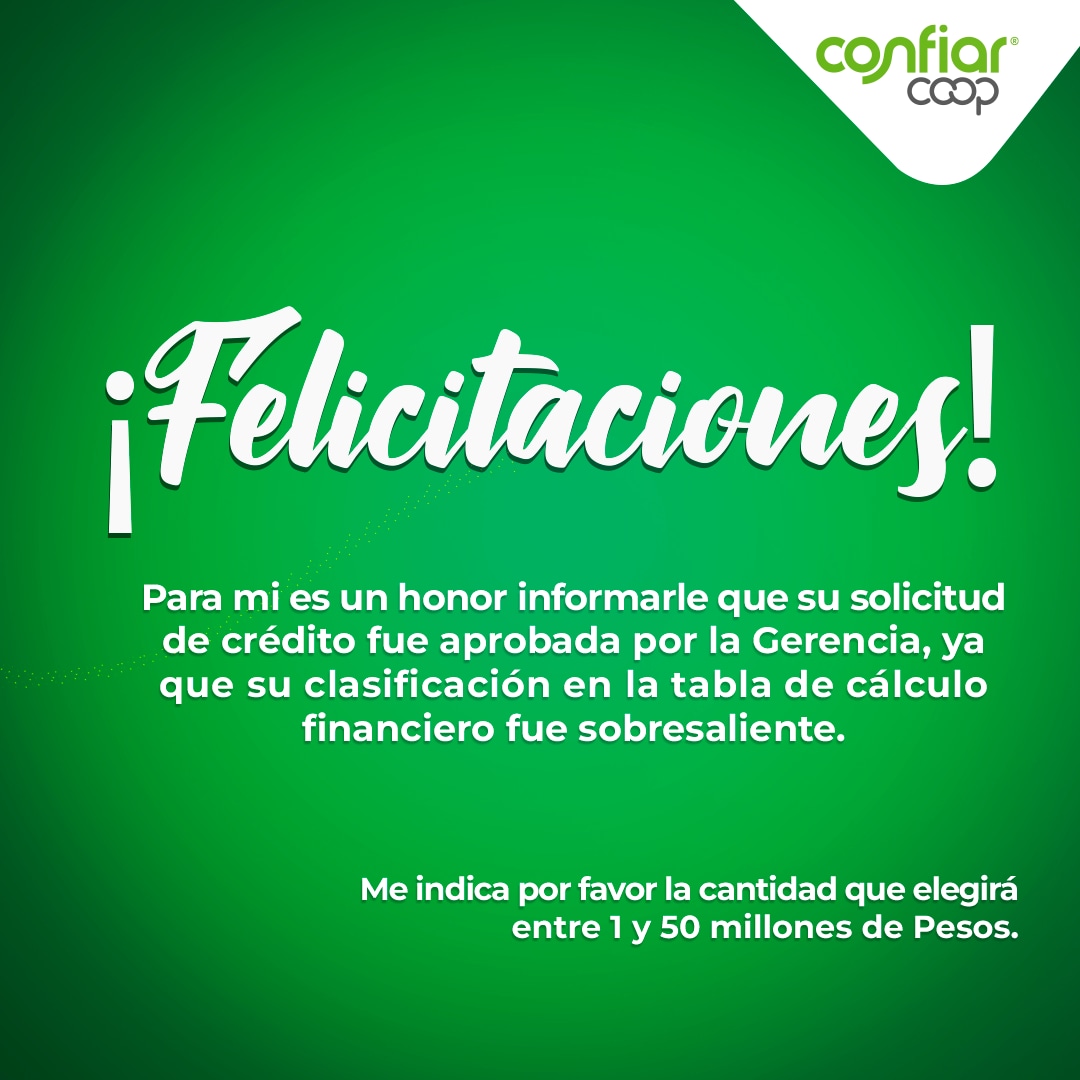 confiar®
coop
¡Felicitaciones!
Para mi es un honor informarle que su solicitud
de crédito fue aprobada por la Gerencia, ya
que su clasificación en la tabla de cálculo
financiero fue sobresaliente.
Me indica por favor la cantidad que elegirá
entre 1 y 50 millones de Pesos.